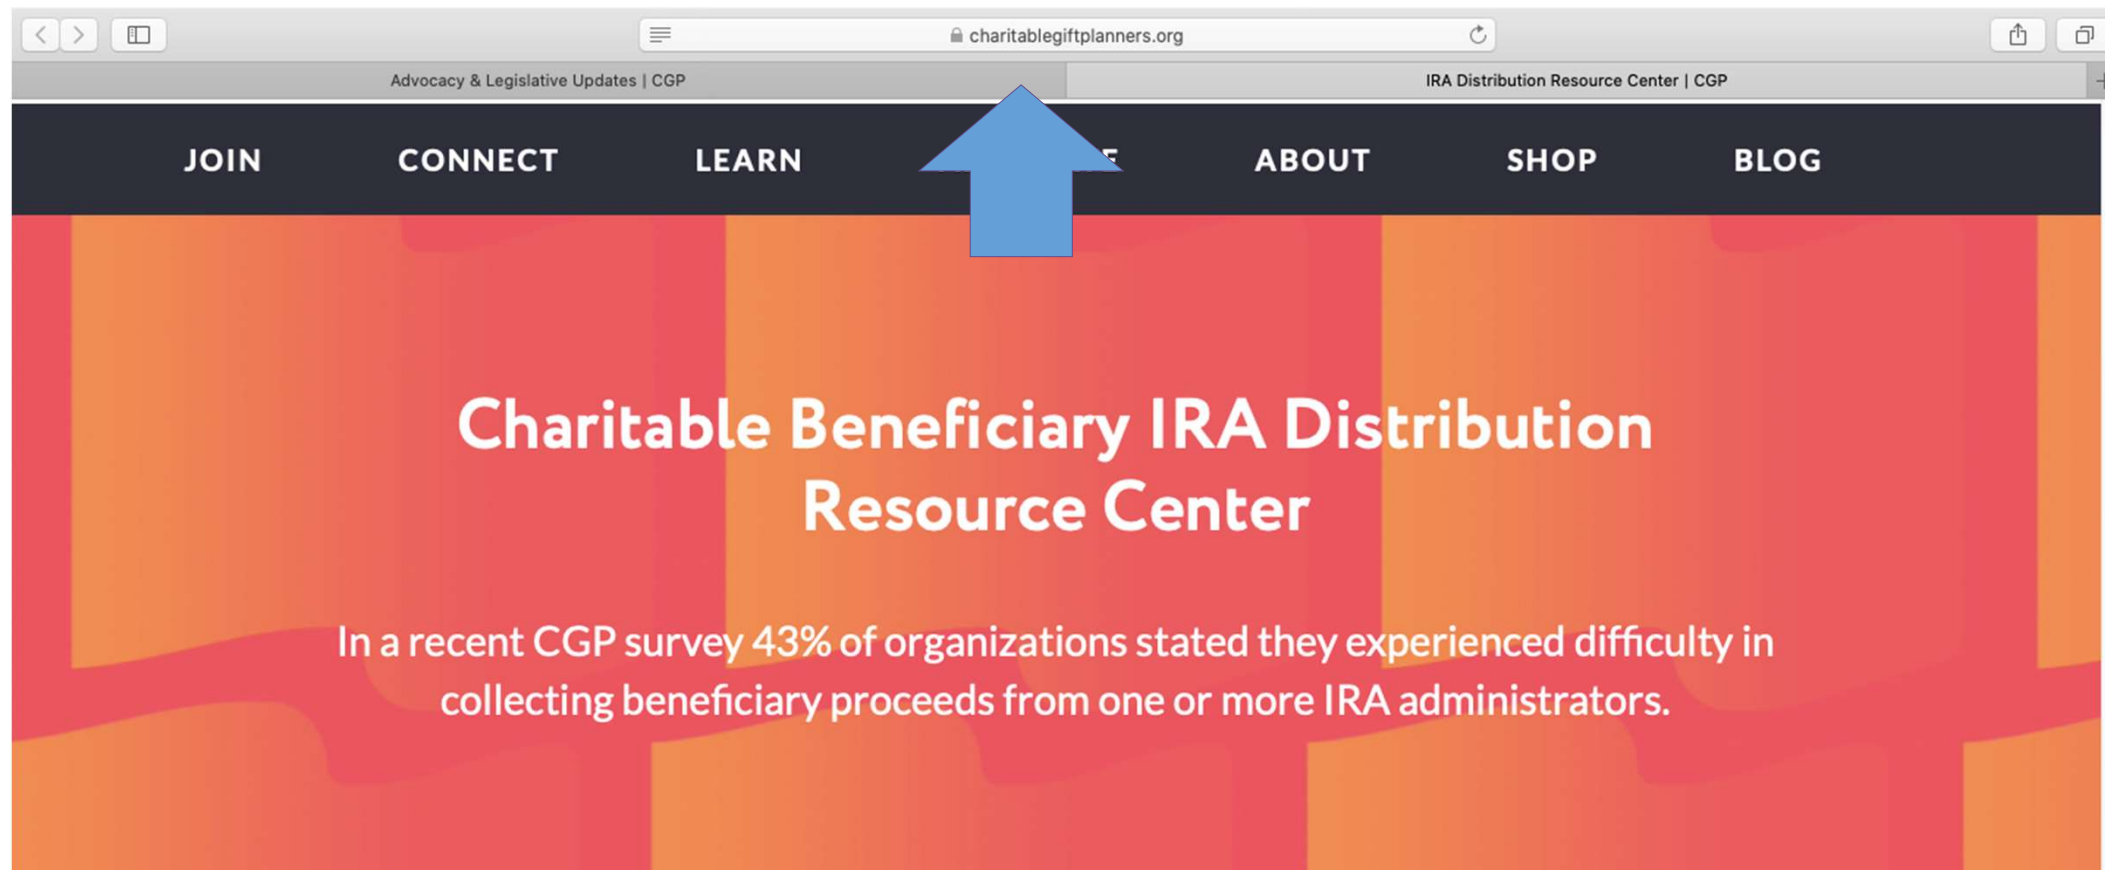 charitablegiftplanners.org
Advocacy & Legislative Updates | CGP
IRA Distribution Resource Center | CGP
JOIN CONNECT LEARN ABOUT SHOP BLOG
Charitable Beneficiary IRA Distribution
Resource Center
In a recent CGP survey 43% of organizations stated they experienced difficulty in
collecting beneficiary proceeds from one or more IRA administrators.